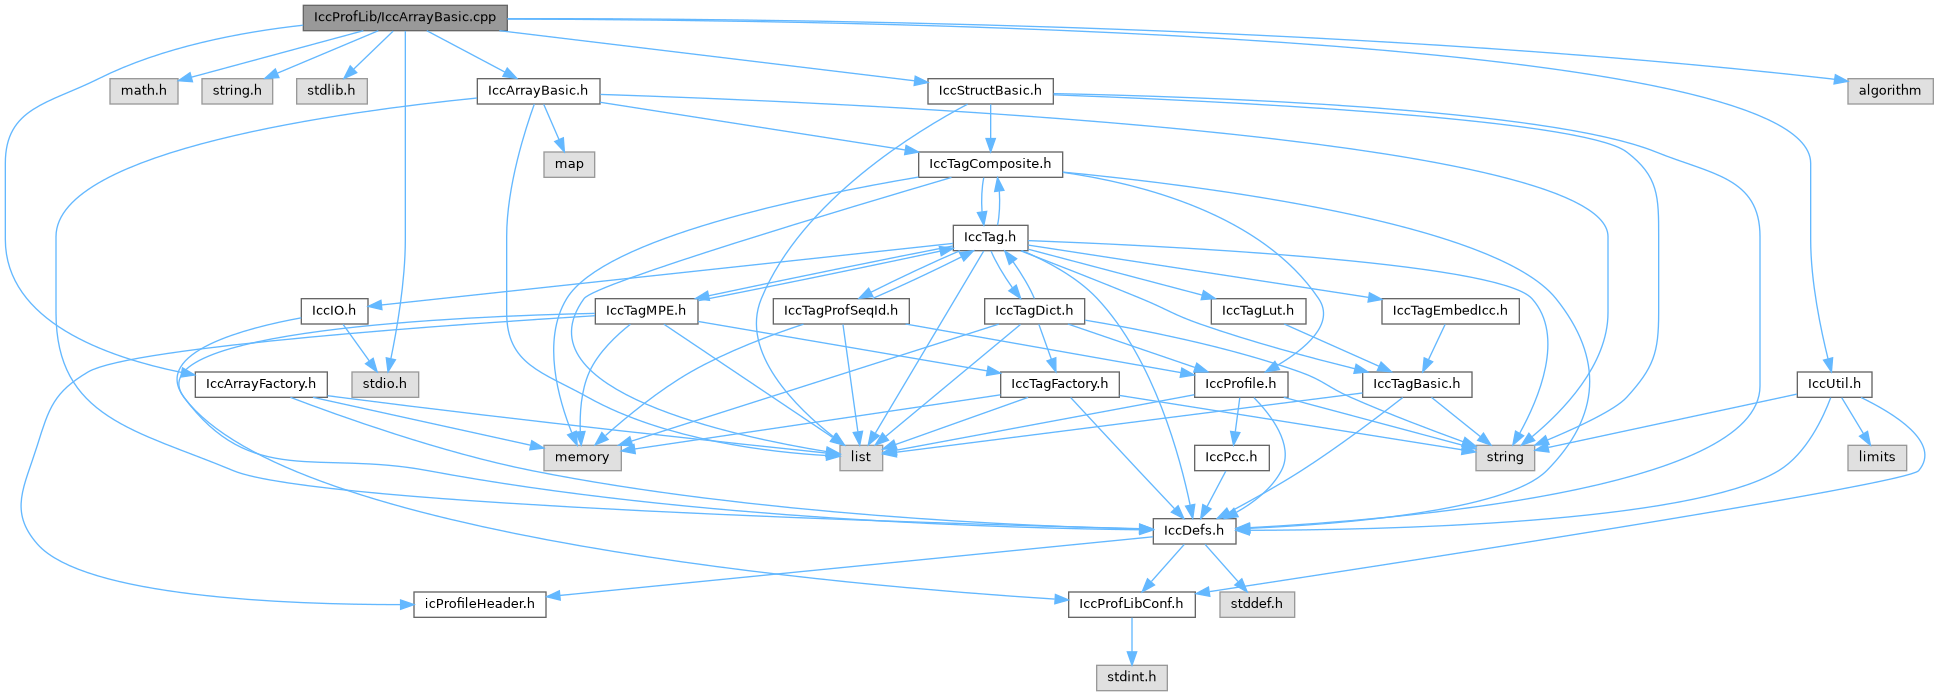 IccProfLib/IccArrayBasic.cpp
math.h
string.h
stdlib.h
IccArrayBasic.h
IccStructBasic.h
algorithm
map
IccTagComposite.h
IccTag.h
IccIO.h
IccTagMPE.h
IccTagProfSeqId.h
IccTagDict.h
IccTagLut.h
IccTagEmbedIcc.h
IccArrayFactory.h
stdio.h
IccTagFactory.h
IccProfile.h
IccTagBasic.h
IccUtil.h
memory
list
IccPcc.h
string
limits
IccDefs.h
icProfileHeader.h
IccProfLibConf.h
stddef.h
stdint.h